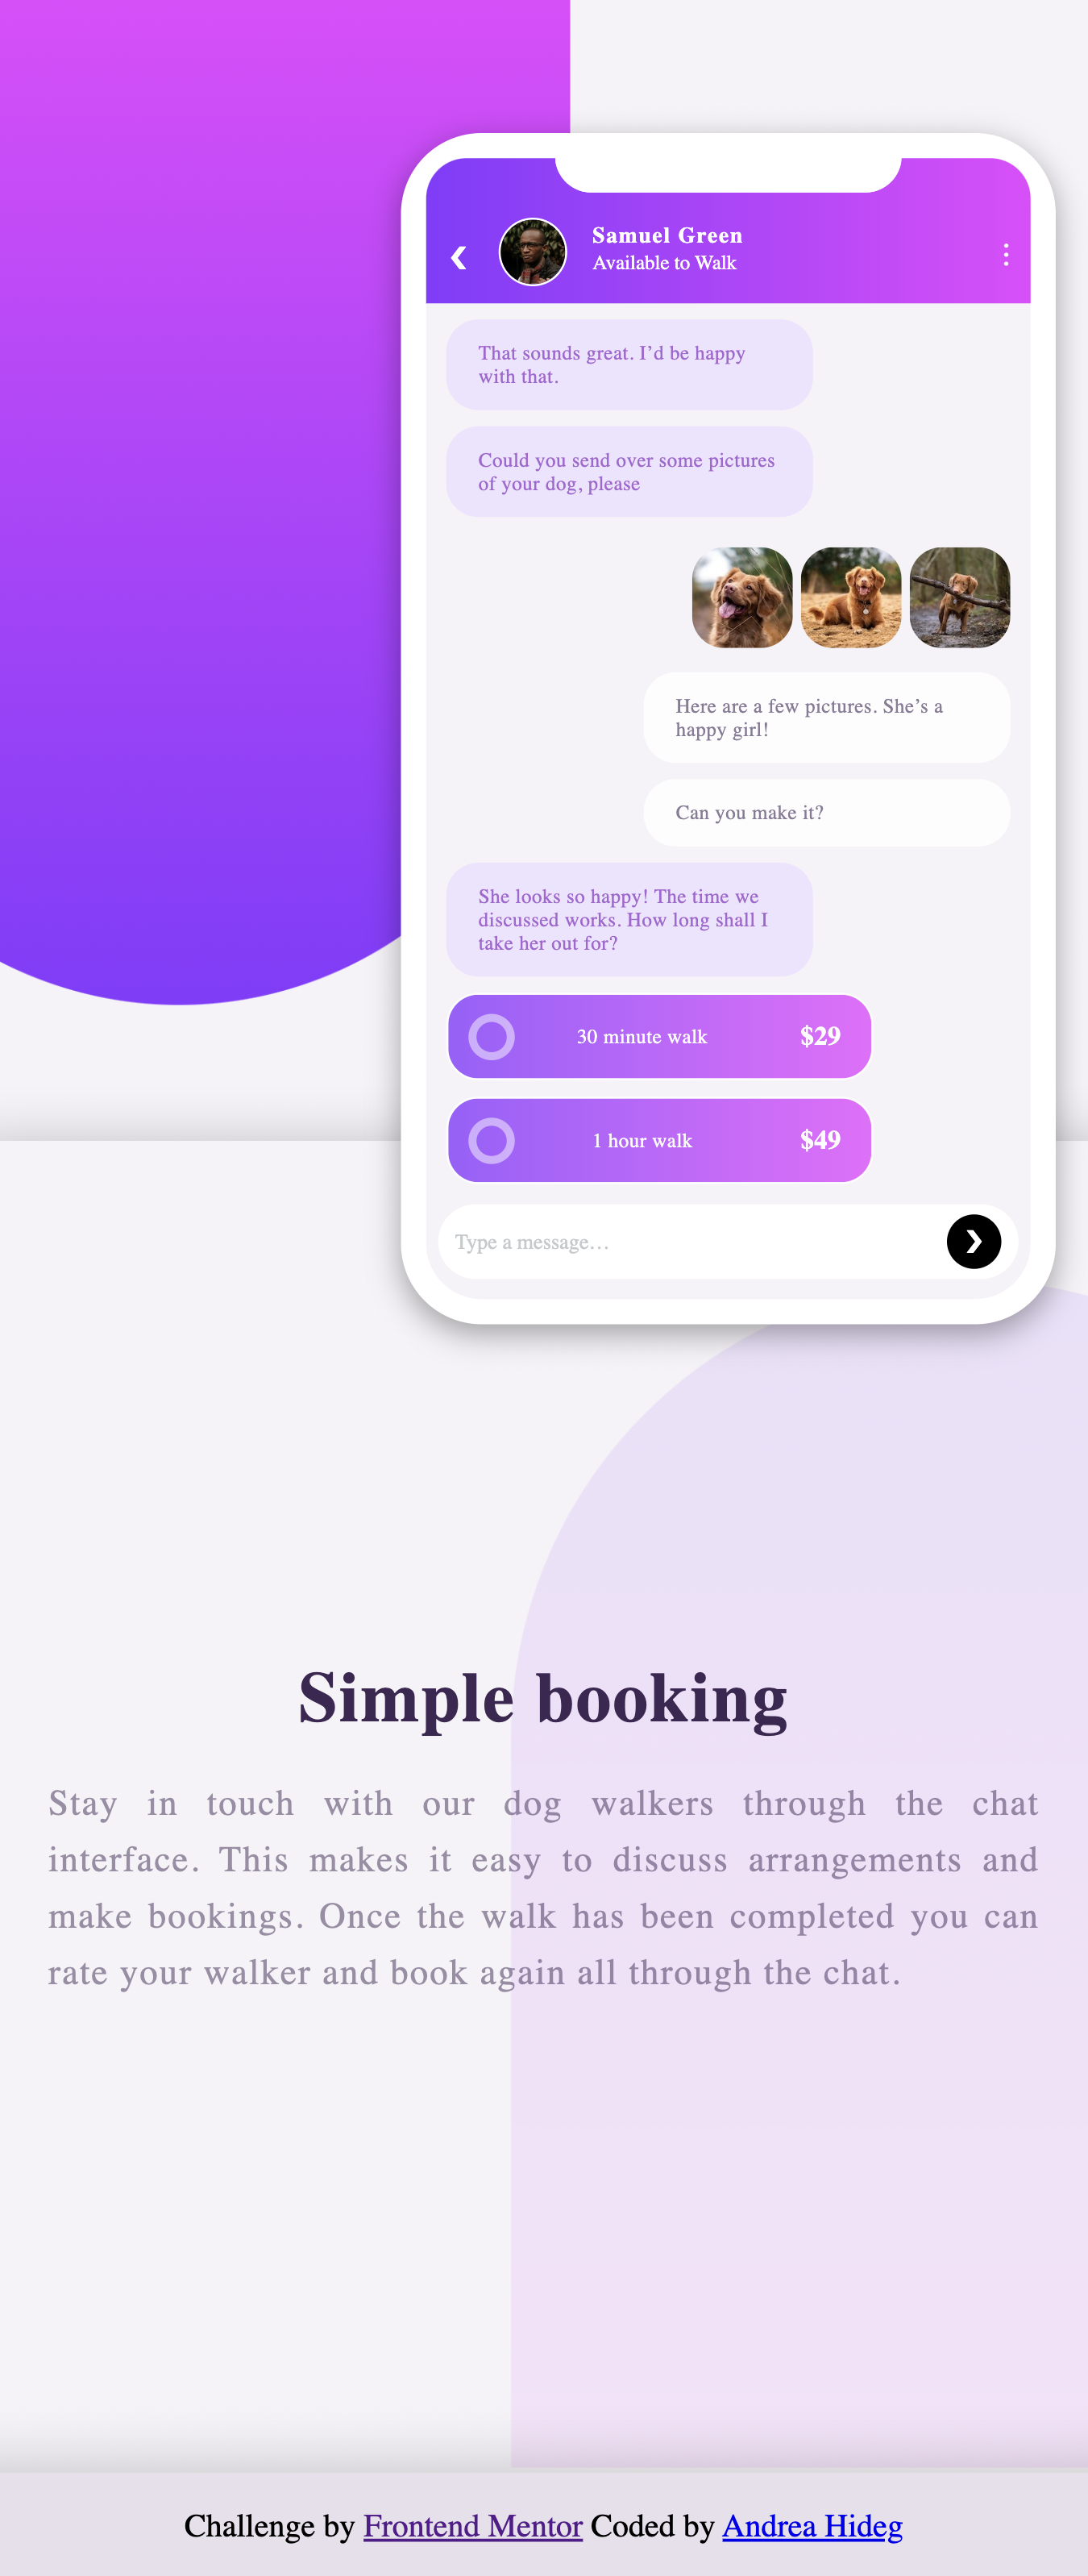 Samuel Green
Available to Walk
That sounds great. I’d be happy
with that.
Could you send over some pictures
of your dog, please
Here are a few pictures. She’s a
happy girl!
Can you make it?
She looks so happy! The time we
discussed works. How long shall I
take her out for?
30 minute walk $29
1 hour walk $49
Type a message…
Simple booking
Stay in touch with our dog walkers through the chat
interface. This makes it easy to discuss arrangements and
make bookings. Once the walk has been completed you can
rate your walker and book again all through the chat.
Challenge by Frontend Mentor Coded by Andrea Hideg